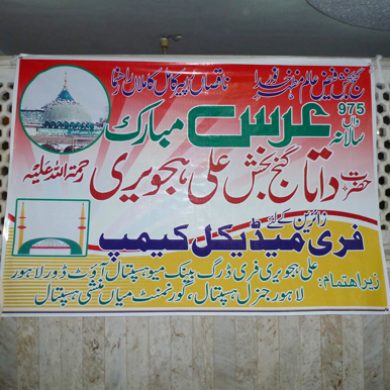 گنج بخش فیض عالم مظہر نور خدا
ناقصاں را پیر کامل کاملاں را رہنما
975 واں
سالانہ عرس مبارک
حضرت داتا گنج بخش علی ہجویری رحمۃ اللہ علیہ
زائرین کے لئے
فری میڈیکل کیمپ
زیر اہتمام: علی ہجویری فری ڈرگ بینک میو ہسپتال آؤٹ ڈور لاہور
لاہور جنرل ہسپتال، گورنمنٹ میاں منشی ہسپتال